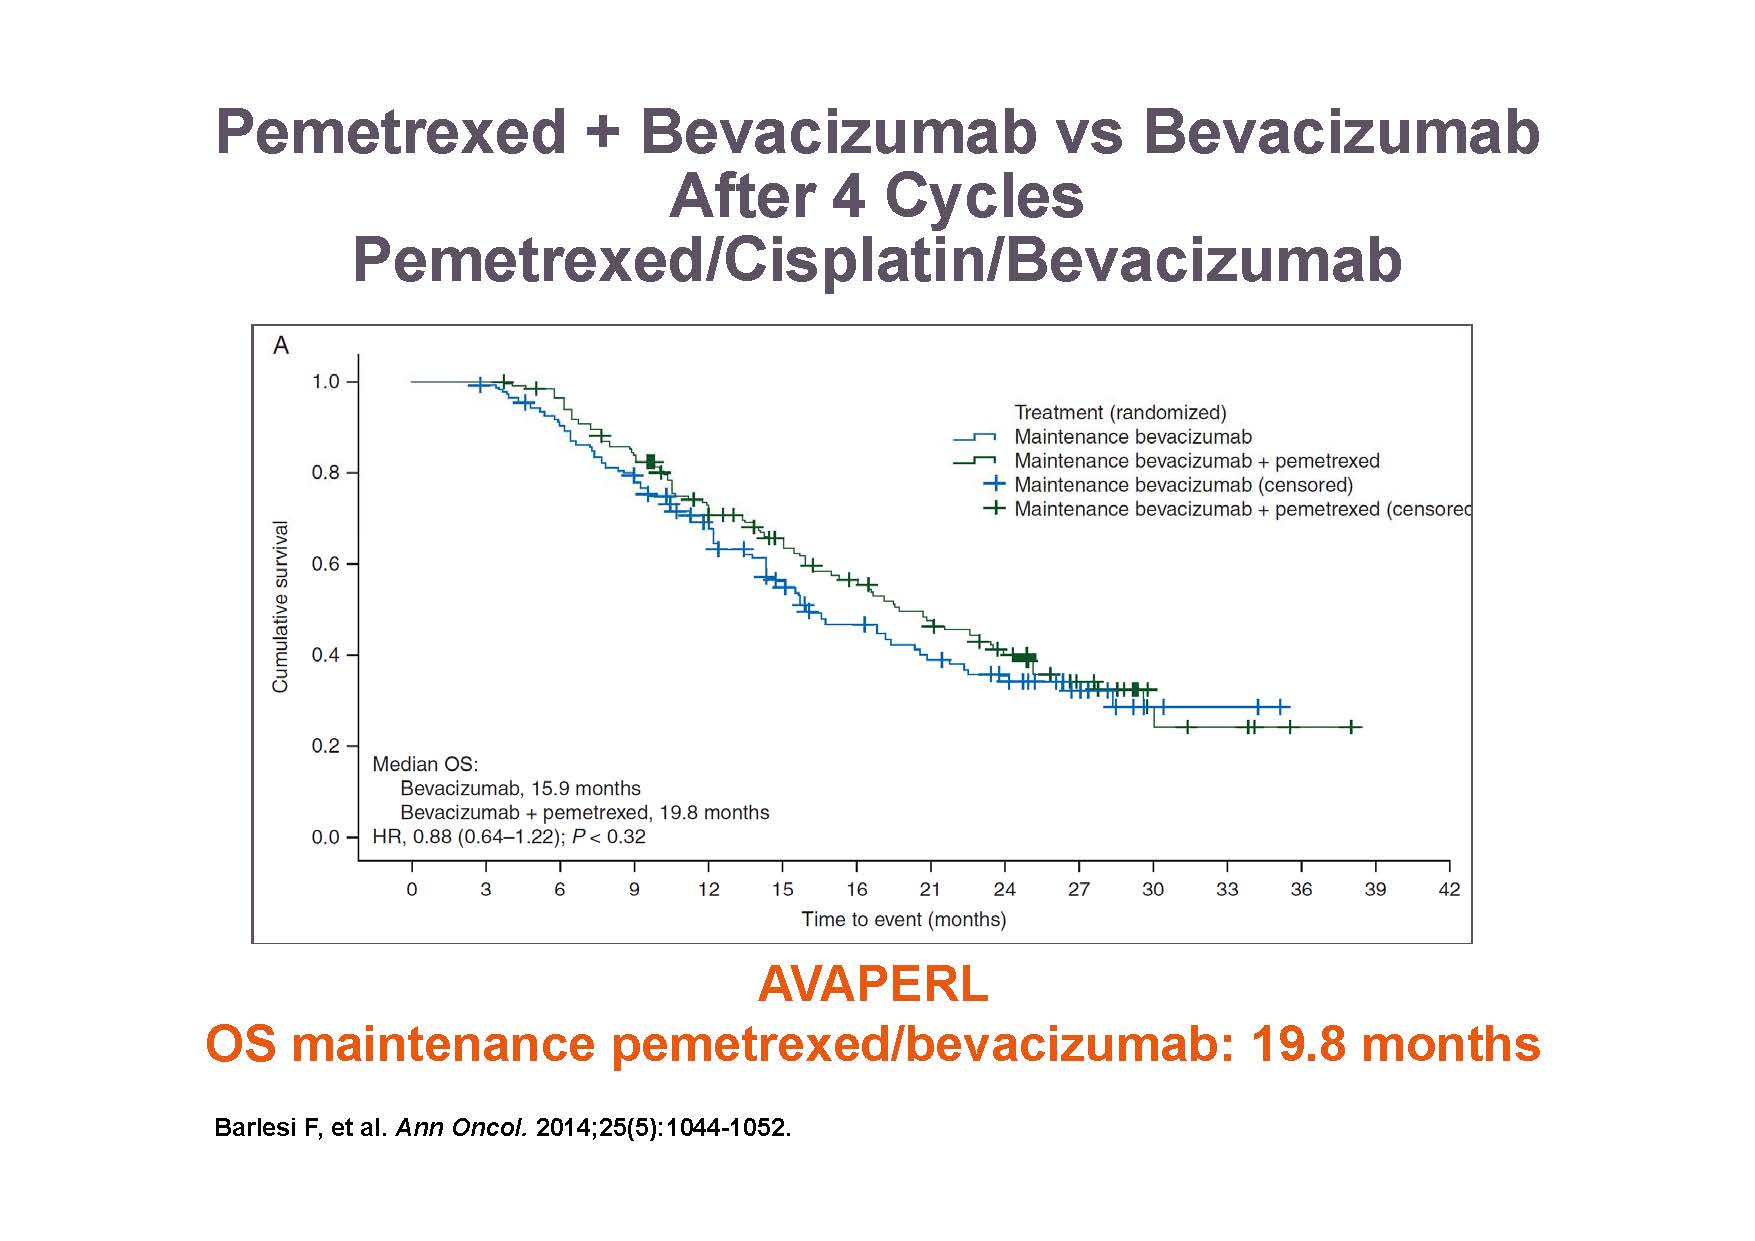 Pemetrexed + Bevacizumab vs Bevacizumab
After 4 Cycles
Pemetrexed/Cisplatin/Bevacizumab
A
1.0
0.8
0.6
0.4
0.2
0.0
Cumulative survival
Treatment (randomized)
Maintenance bevacizumab
Maintenance bevacizumab + pemetrexed
Maintenance bevacizumab (censored)
Maintenance bevacizumab + pemetrexed (censored
Median OS:
Bevacizumab, 15.9 months
Bevacizumab + pemetrexed, 19.8 months
HR, 0.88 (0.64–1.22); P < 0.32
0 3 6 9 12 15 16 21 24 27 30 33 36 39 42
Time to event (months)
AVAPERL
OS maintenance pemetrexed/bevacizumab: 19.8 months
Barlesi F, et al. Ann Oncol. 2014;25(5):1044-1052.